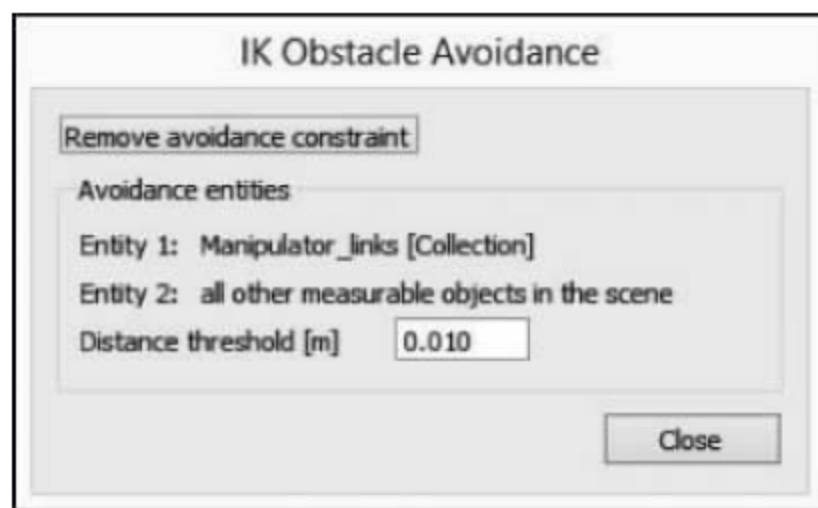 IK Obstacle Avoidance
Remove avoidance constraint
Avoidance entities
Entity 1: Manipulator_links [Collection]
Entity 2: all other measurable objects in the scene
Distance threshold [m] 0.010
Close